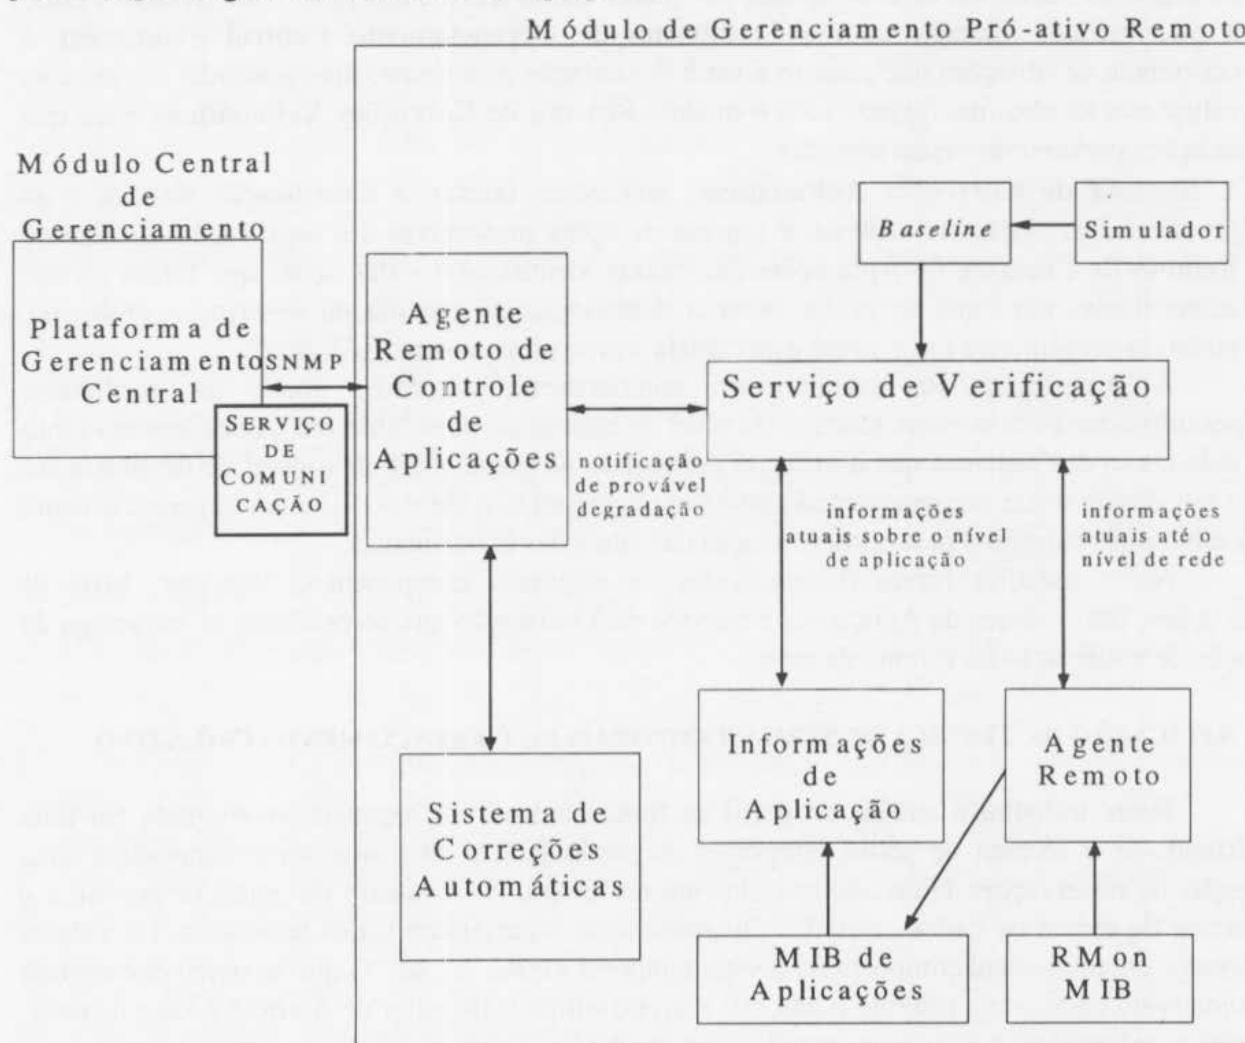 Módulo de Gerenciamento Pró-ativo Remoto
Módulo Central
de
Gerenciamento
Plataforma de
Gerenciamento
Central
SNMP
SERVIÇO
DE
COMUNI
CAÇÃO
Agente
Remoto de
Controle
de
Aplicações
notificação
de provável
degradação
Baseline
Simulador
Serviço de Verificação
informações
atuais sobre o nível
de aplicação
informações
atuais até o
nível de rede
Sistema de
Correções
Automáticas
Informações
de
Aplicação
Agente
Remoto
MIB de
Aplicações
RMon
MIB